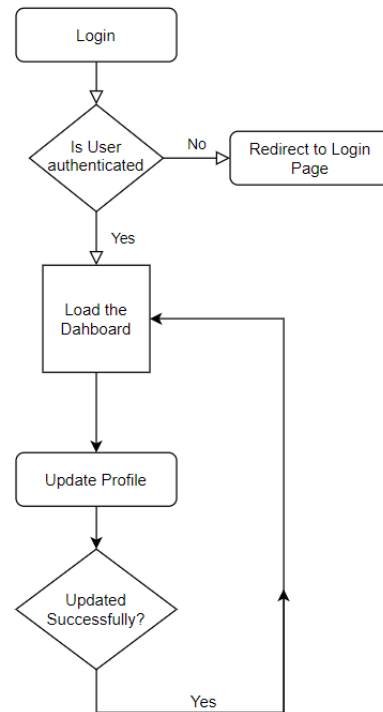 Login
Is User
authenticated
No
Redirect to Login
Page
Yes
Load the
Dahboard
Update Profile
Updated
Successfully?
Yes